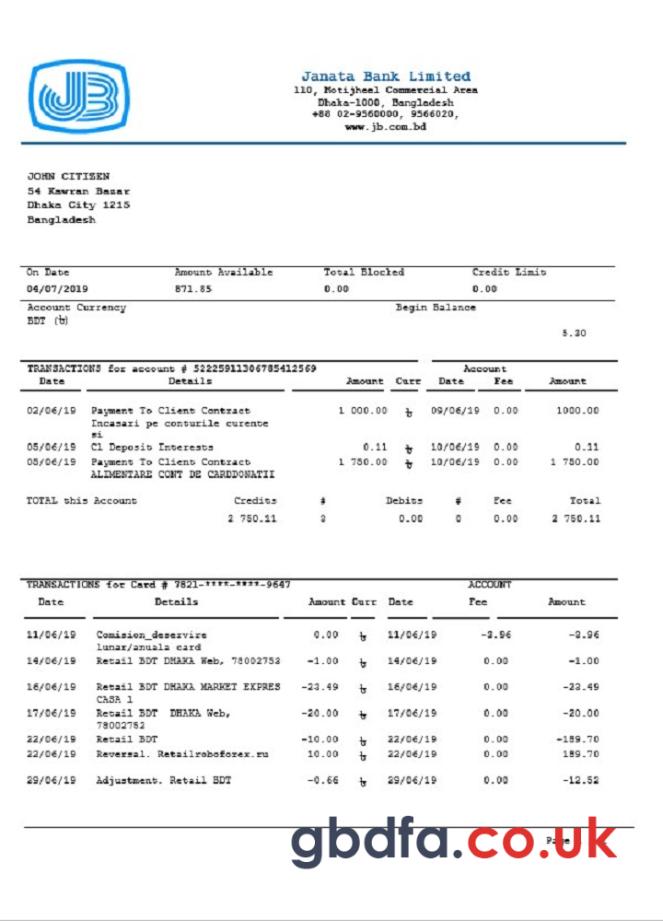 JB
Janata Bank Limited
110, Motijheel Commercial Area
Dhaka-1000, Bangladesh
+88 02-9560000, 9566020,
www.jb.com.bd
JOHN CITIZEN
54 Kawran Bazar
Dhaka City 1215
Bangladesh
On Date Amount Available Total Blocked Credit Limit
04/07/2019 871.85 0.00 0.00
Account Currency Begin Balance
BDT (৳)
5.30
TRANSACTIONS for account # 52225911306785412569 Account
Date Details Amount Curr Date Fee Amount
02/06/19 Payment To Client Contract 1 000.00 ৳ 09/06/19 0.00 1000.00
Incasari pe conturile curente
si
05/06/19 Cl Deposit Interests 0.11 ৳ 10/06/19 0.00 0.11
05/06/19 Payment To Client Contract 1 750.00 ৳ 10/06/19 0.00 1 750.00
ALIMENTARE CONT DE CARDDONATII
TOTAL this Account Credits # Debits # Fee Total
2 750.11 3 0.00 0 0.00 2 750.11
TRANSACTIONS for Card # 7821-****-****-9647 ACCOUNT
Date Details Amount Curr Date Fee Amount
11/06/19 Comision_deservire 0.00 ৳ 11/06/19 -3.96 -3.96
lunar/anuala card
14/06/19 Retail BDT DHAKA Web, 78002753 -1.00 ৳ 14/06/19 0.00 -1.00
16/06/19 Retail BDT DHAKA MARKET EXPRES -23.49 ৳ 16/06/19 0.00 -23.49
CASA 1
17/06/19 Retail BDT DHAKA Web, -20.00 ৳ 17/06/19 0.00 -20.00
78002752
22/06/19 Retail BDT -10.00 ৳ 22/06/19 0.00 -189.70
22/06/19 Reversal. Retailroboforex.ru 10.00 ৳ 22/06/19 0.00 189.70
29/06/19 Adjustment. Retail BDT -0.66 ৳ 29/06/19 0.00 -12.52
gbdfa.co.uk